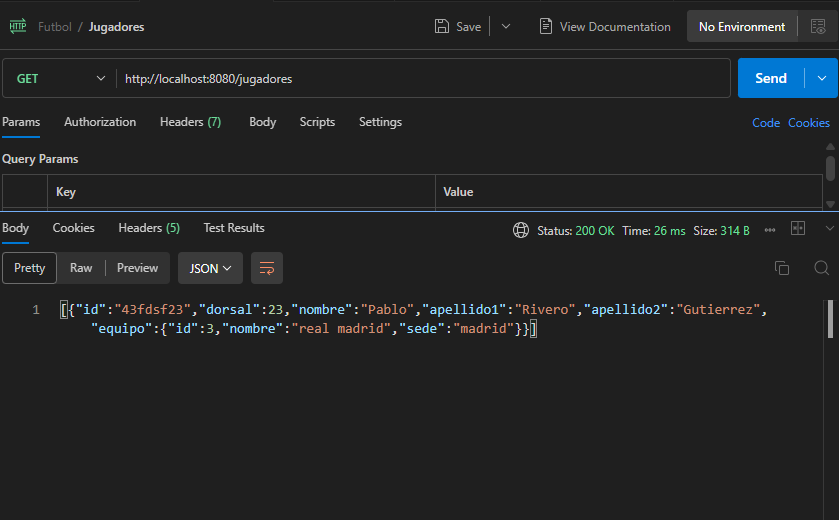 HTTP Futbol / Jugadores Save View Documentation No Environment
GET http://localhost:8080/jugadores Send
Params Authorization Headers (7) Body Scripts Settings Code Cookies
Query Params
Key Value
Body Cookies Headers (5) Test Results Status: 200 OK Time: 26 ms Size: 314 B
Pretty Raw Preview JSON
1 [{"id":"43fdsf23","dorsal":23,"nombre":"Pablo","apellido1":"Rivero","apellido2":"Gutierrez",
"equipo":{"id":3,"nombre":"real madrid","sede":"madrid"}}]